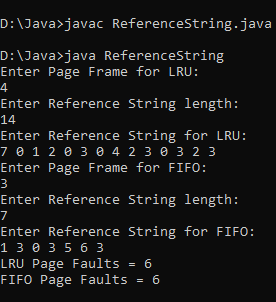 D:\Java>javac ReferenceString.java
D:\Java>java ReferenceString
Enter Page Frame for LRU:
4
Enter Reference String length:
14
Enter Reference String for LRU:
7 0 1 2 0 3 0 4 2 3 0 3 2 3
Enter Page Frame for FIFO:
3
Enter Reference String length:
7
Enter Reference String for FIFO:
1 3 0 3 5 6 3
LRU Page Faults = 6
FIFO Page Faults = 6